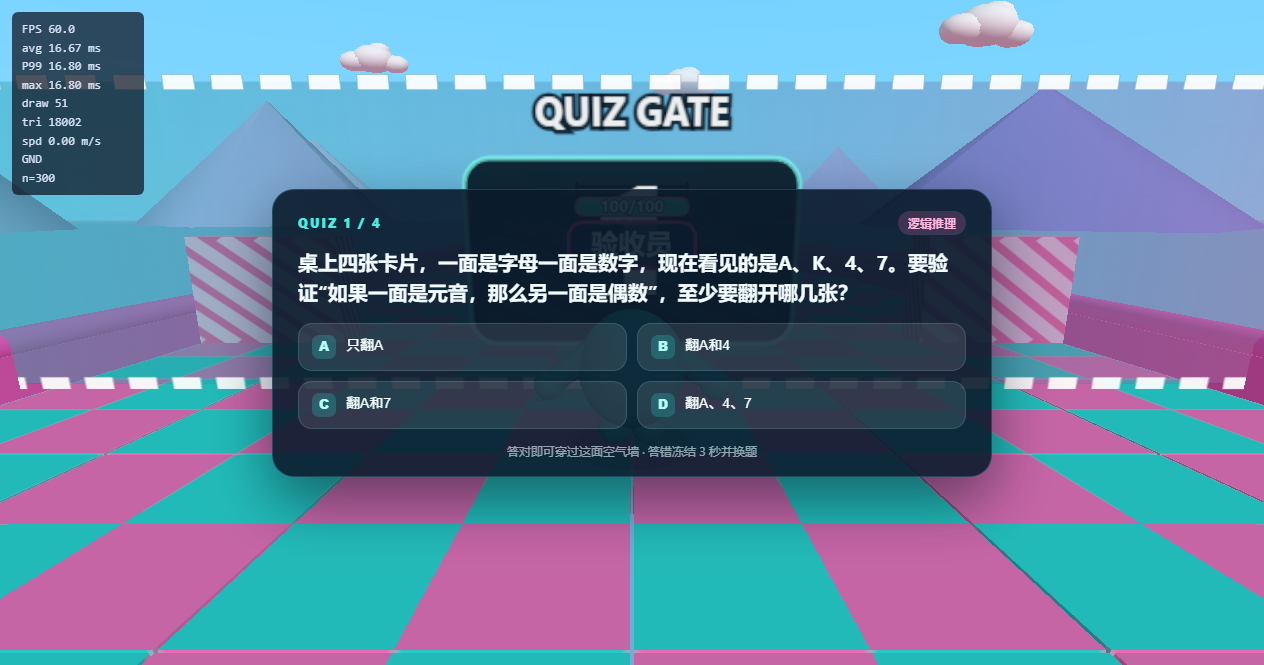 FPS 60.0
avg 16.67 ms
P99 16.80 ms
max 16.80 ms
draw 51
tri 18002
spd 0.00 m/s
GND
n=300
QUIZ GATE
100/100
验收员
QUIZ 1 / 4
逻辑推理
桌上四张卡片，一面是字母一面是数字，现在看见的是A、K、4、7。要验
证“如果一面是元音，那么另一面是偶数”，至少要翻开哪几张？
A 只翻A
B 翻A和4
C 翻A和7
D 翻A、4、7
答对即可穿过这面空气墙 · 答错冻结 3 秒并换题